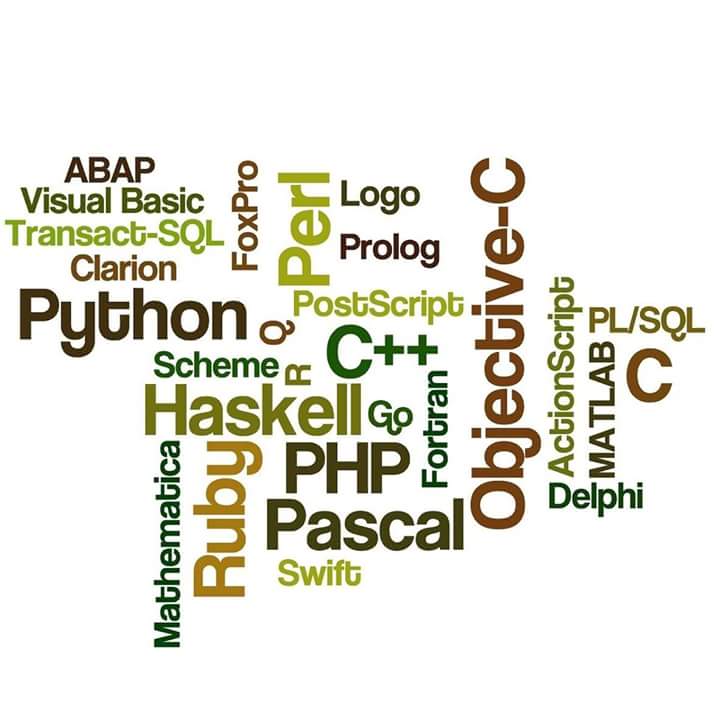 ABAP
Visual Basic
Transact-SQL
Clarion
FoxPro
Perl
Logo
Prolog
Objective-C
Python
Q
PostScript
C++
ActionScript
PL/SQL
MATLAB
C
Scheme
R
Haskell
Go
Fortran
Mathematica
Ruby
PHP
Delphi
Pascal
Swift